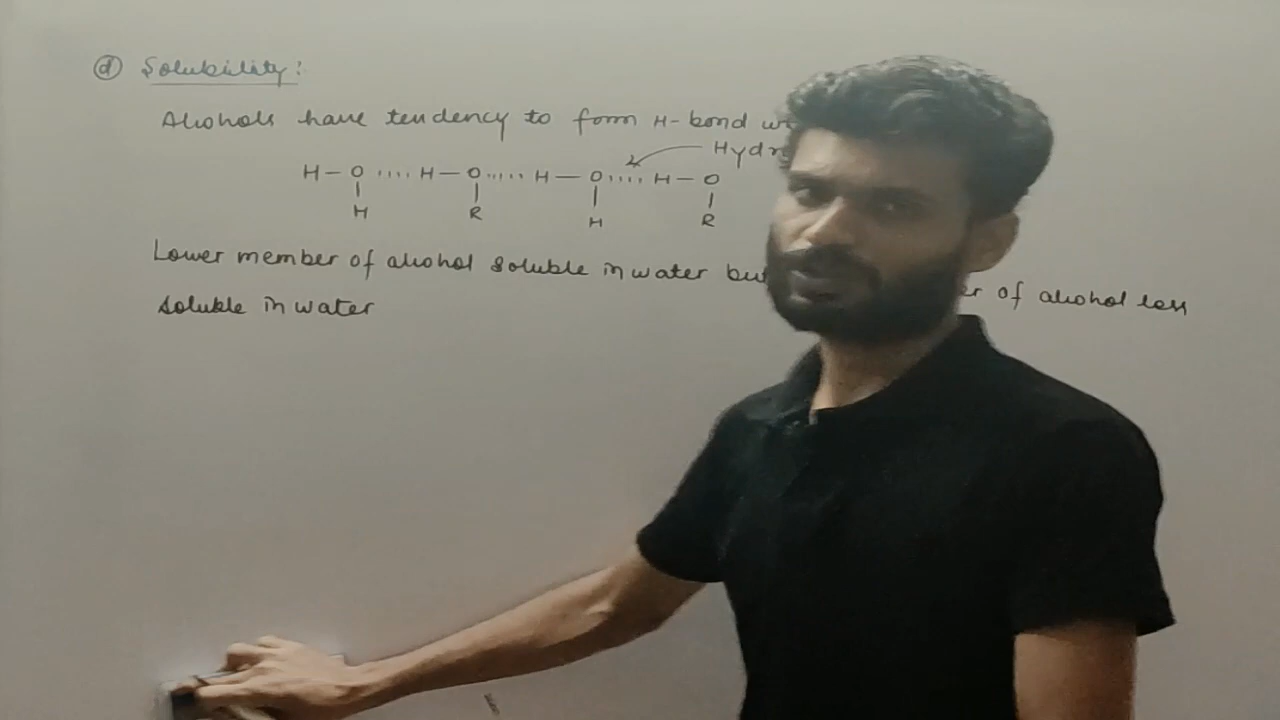 ⓓ Solubility:
Alcohols have tendency to form H-bond
H – O ···· H – O ····· H – O ···· H – O
H R H R
Lower member of alcohol soluble in water but of alcohol less
soluble in water